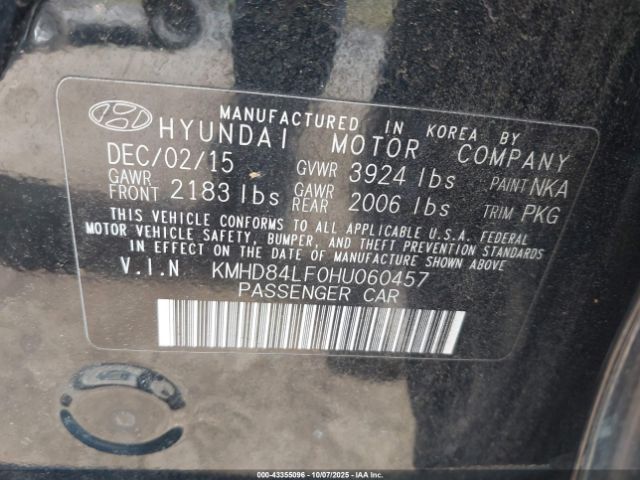 MANUFACTURED IN KOREA BY
HYUNDAI MOTOR COMPANY
DEC/02/15 GVWR 3924 lbs PAINT NKA
GAWR FRONT 2183 lbs GAWR REAR 2006 lbs TRIM PKG
THIS VEHICLE CONFORMS TO ALL APPLICABLE U.S.A. FEDERAL
MOTOR VEHICLE SAFETY, BUMPER, AND THEFT PREVENTION STANDARDS
IN EFFECT ON THE DATE OF MANUFACTURE SHOWN ABOVE
V.I.N KMHD84LF0HU060457
PASSENGER CAR
000-43355096 - 10/07/2025 - IAAI.COM